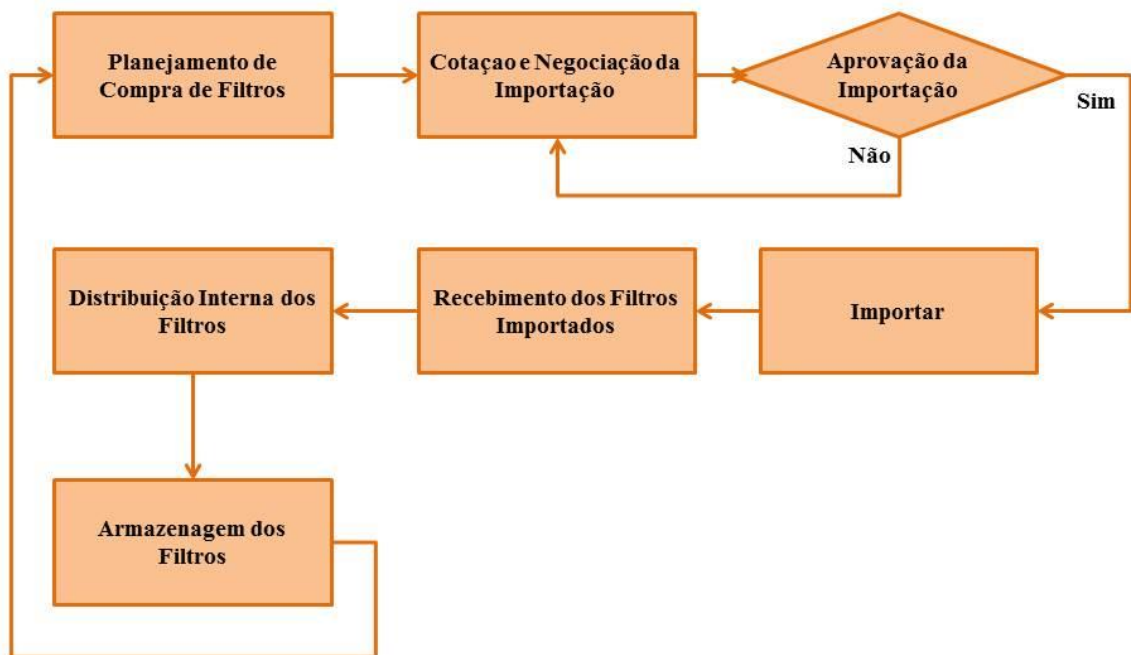 Planejamento de
Compra de Filtros
Cotaçao e Negociação da
Importação
Aprovação da
Importação
Sim
Não
Distribuição Interna dos
Filtros
Recebimento dos Filtros
Importados
Importar
Armazenagem dos
Filtros